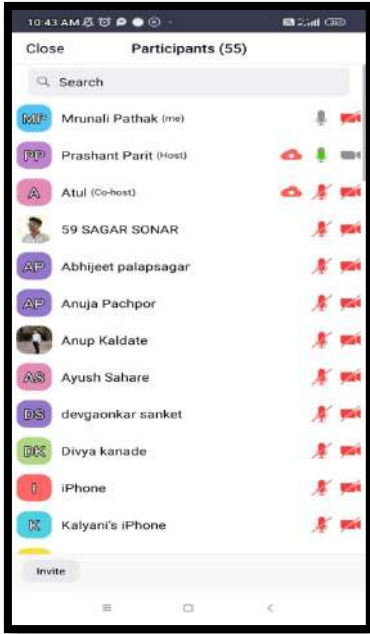 10:43 AM
Close Participants (55)
Search
MP Mrunali Pathak (me)
PP Prashant Parit (Host)
A Atul (Co-host)
59 SAGAR SONAR
AP Abhijeet palapsagar
AP Anuja Pachpor
Anup Kaldate
AS Ayush Sahare
DS devgaonkar sanket
DK Divya kanade
I iPhone
K Kalyani's iPhone
Invite